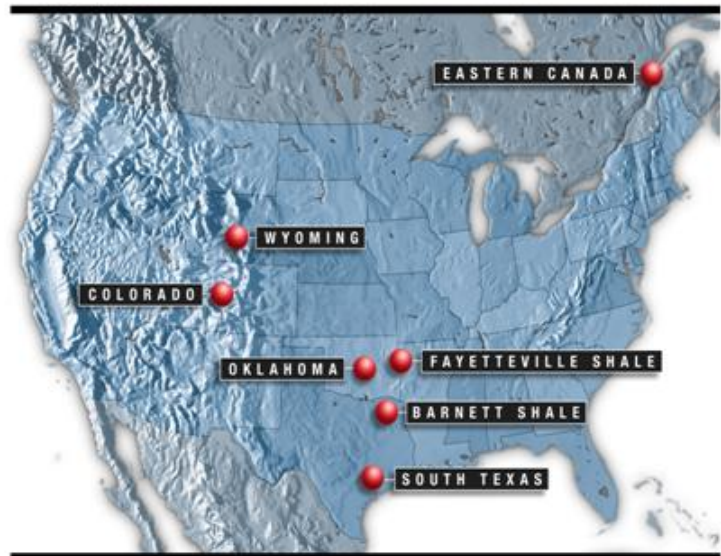 EASTERN CANADA
WYOMING
COLORADO
OKLAHOMA
FAYETTEVILLE SHALE
BARNETT SHALE
SOUTH TEXAS